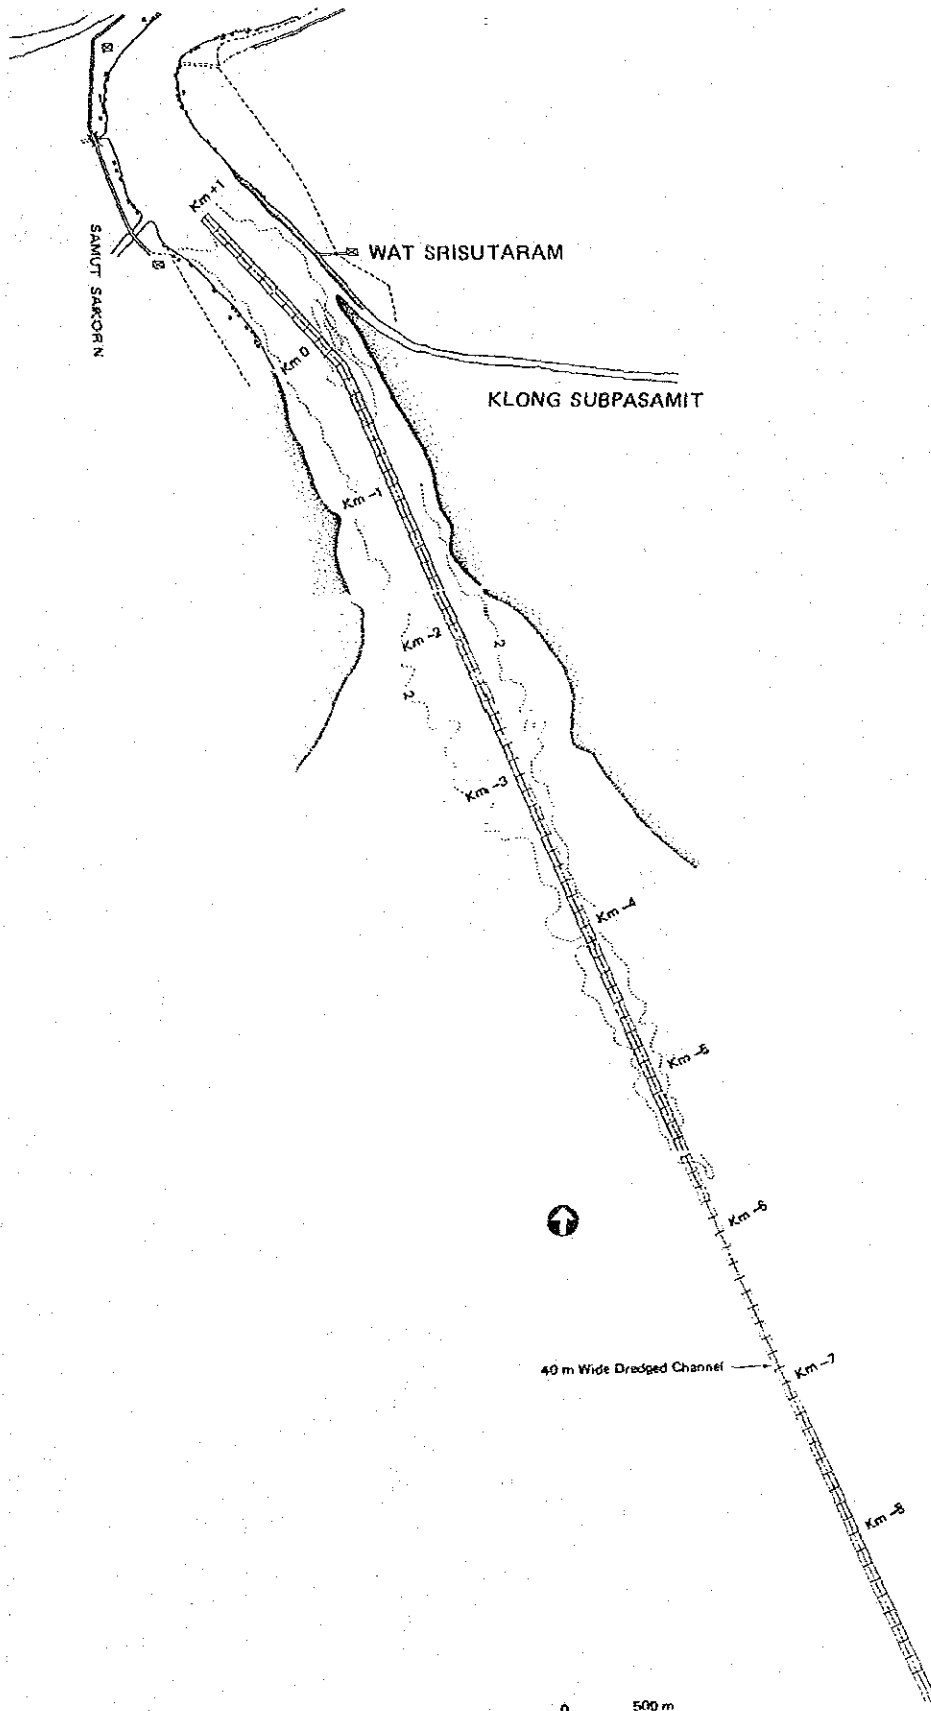 Km +1
WAT SRISUTARAM
SAMUT SAKORN
Km 0
KLONG SUBPASAMIT
Km -1
Km -2
2
2
Km -3
Km -4
Km -5
Km -6
40 m Wide Dredged Channel
Km -7
Km -8
0 500 m